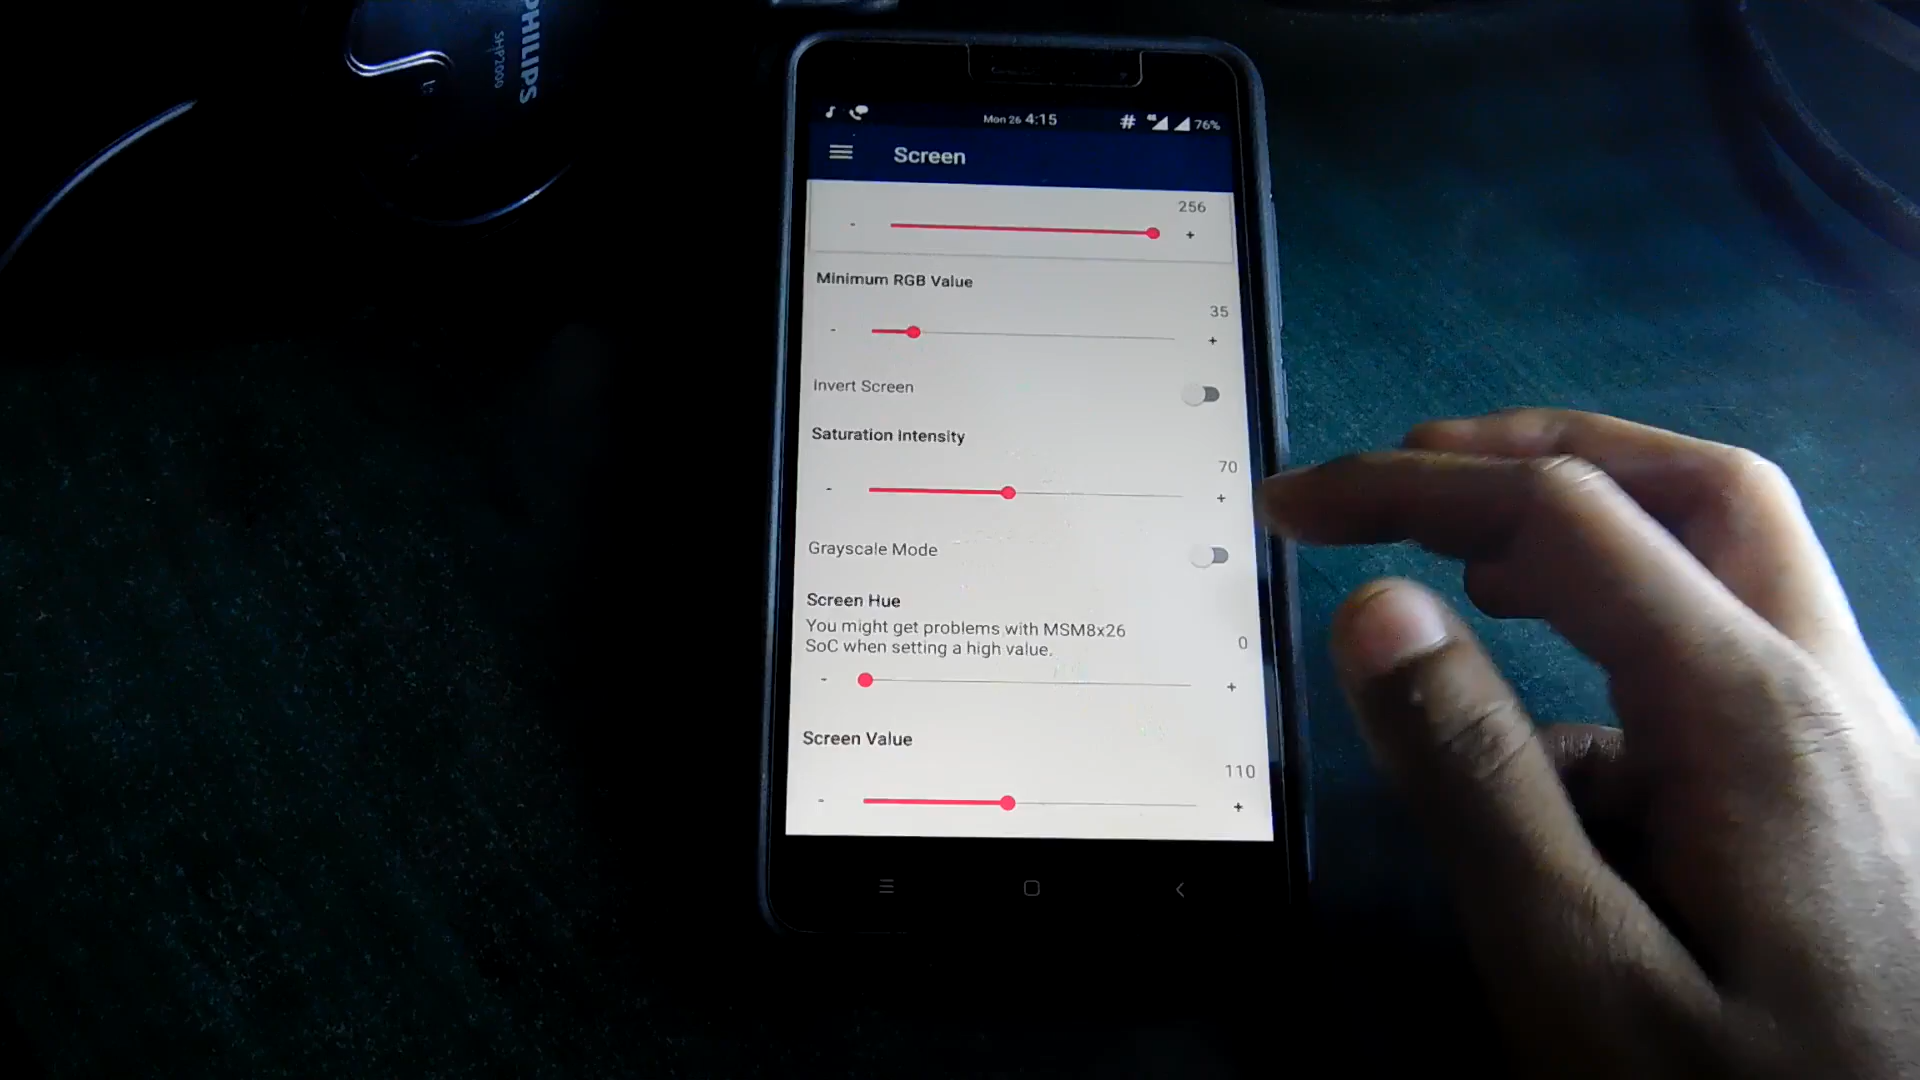 PHILIPS
SHP2000
Mon 26 4:15
# 4G 76%
Screen
256
- +
Minimum RGB Value
35
- +
Invert Screen
Saturation Intensity
70
- +
Grayscale Mode
Screen Hue
You might get problems with MSM8x26
SoC when setting a high value.
0
- +
Screen Value
110
- +